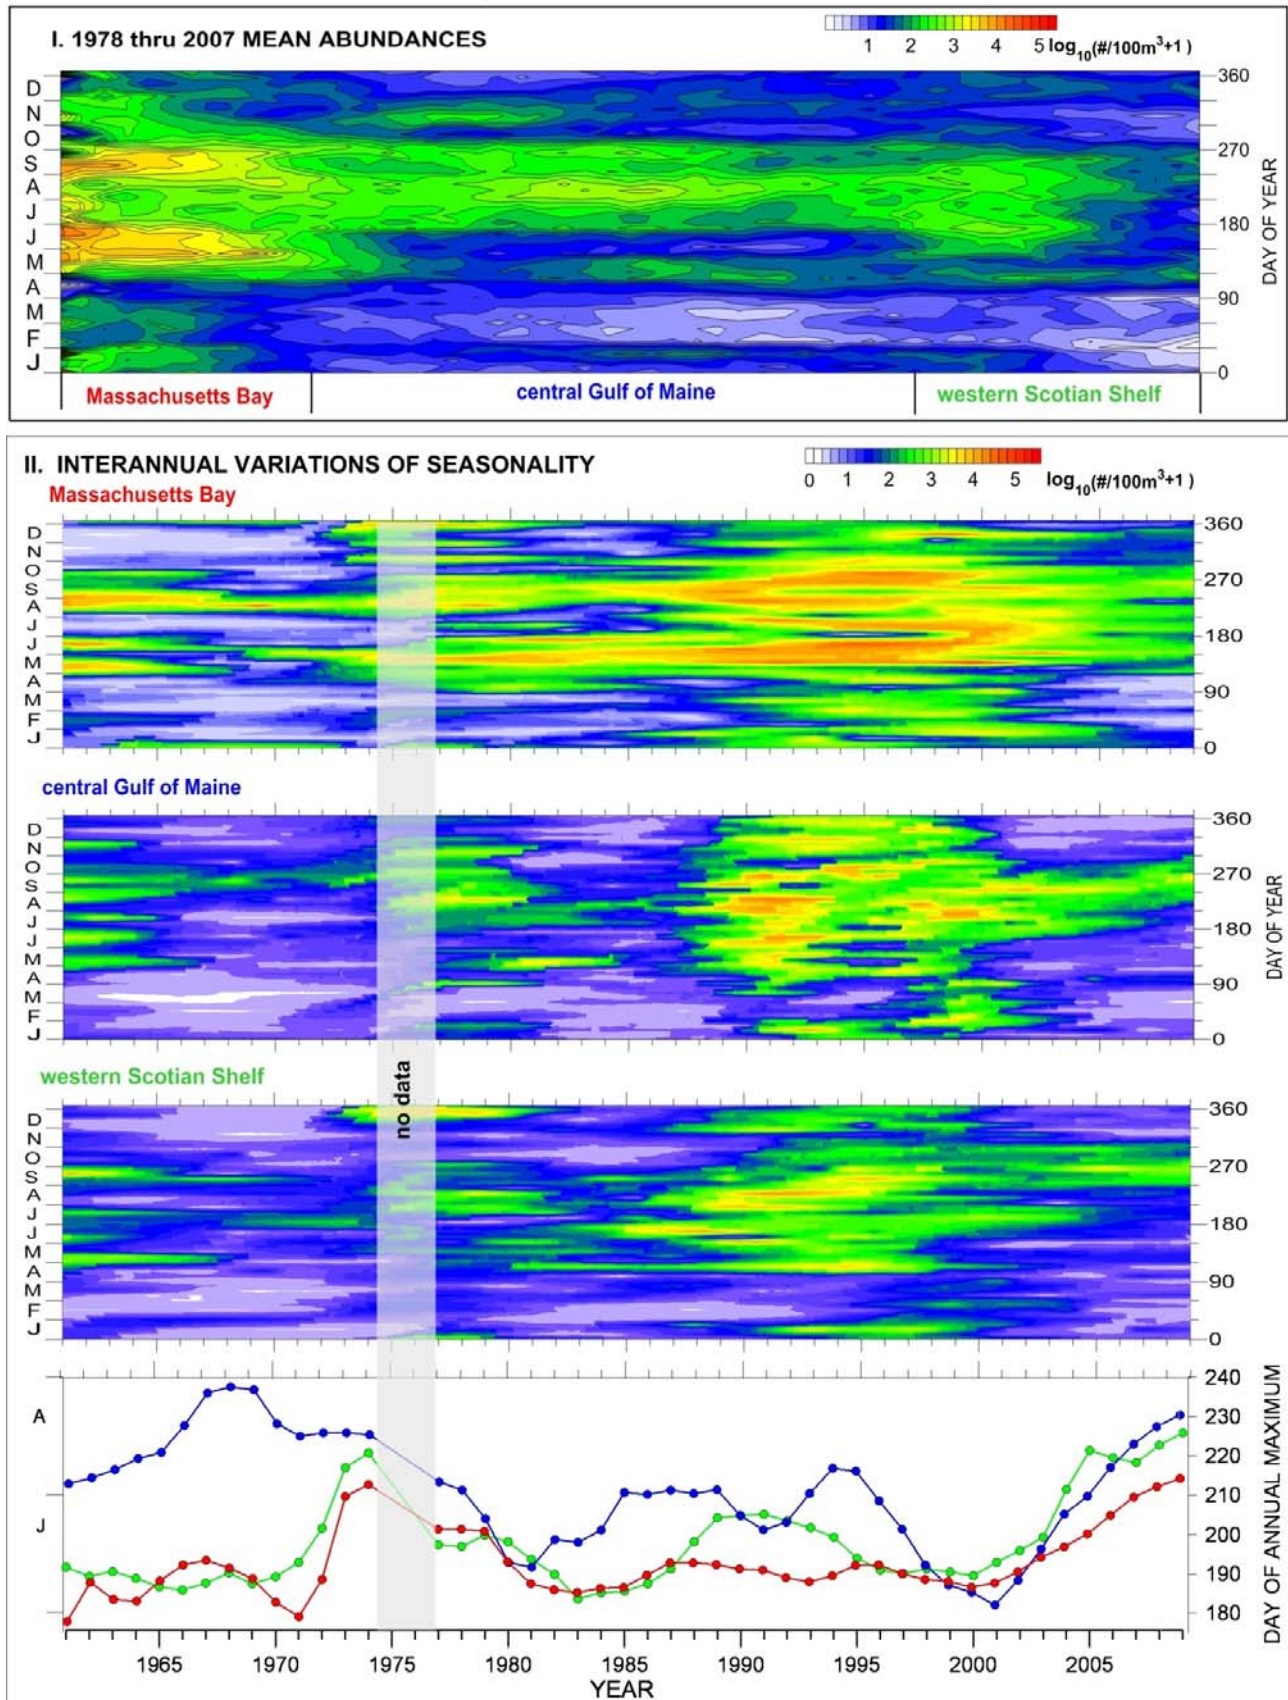 I. 1978 thru 2007 MEAN ABUNDANCES
1 2 3 4 5 log10(#/100m3+1)
D
N
O
S
A
J
J
M
A
M
F
J
360
270
180
90
0
DAY OF YEAR
Massachusetts Bay central Gulf of Maine western Scotian Shelf
II. INTERANNUAL VARIATIONS OF SEASONALITY
0 1 2 3 4 5 log10(#/100m3+1)
Massachusetts Bay
D
N
O
S
A
J
J
M
A
M
F
J
360
270
180
90
0
central Gulf of Maine
D
N
O
S
A
J
J
M
A
M
F
J
360
270
180
90
0
DAY OF YEAR
western Scotian Shelf
no data
D
N
O
S
A
J
J
M
A
M
F
J
360
270
180
90
0
A
J
240
230
220
210
200
190
180
DAY OF ANNUAL MAXIMUM
1965 1970 1975 1980 1985 1990 1995 2000 2005
YEAR